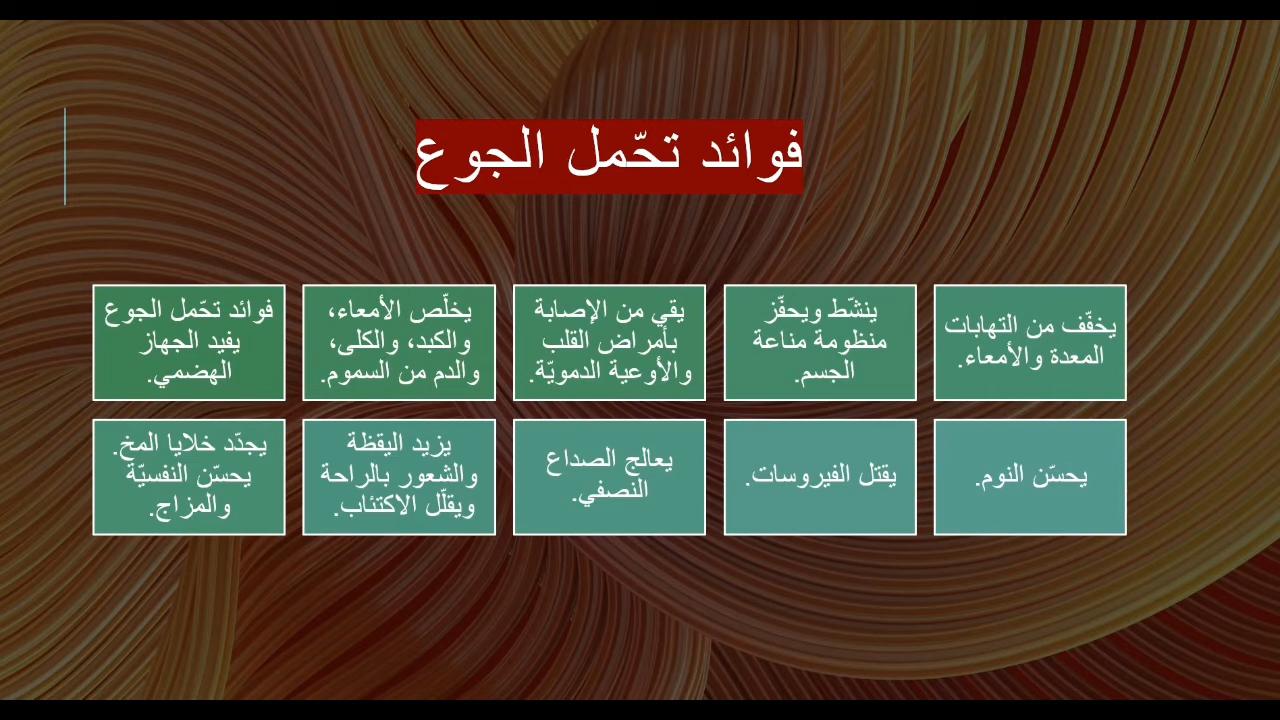 فوائد تحّمل الجوع
فوائد تحّمل الجوع
يفيد الجهاز
الهضمي.
يخلّص الأمعاء،
والكبد، والكلى،
والدم من السموم.
يقي من الإصابة
بأمراض القلب
والأوعية الدمويّة.
ينشّط ويحفّز
منظومة مناعة
الجسم.
يخفّف من التهابات
المعدة والأمعاء.
يجدّد خلايا المخ.
يحسّن النفسيّة
والمزاج.
يزيد اليقظة
والشعور بالراحة
ويقلّل الاكتئاب.
يعالج الصداع
النصفي.
يقتل الفيروسات.
يحسّن النوم.